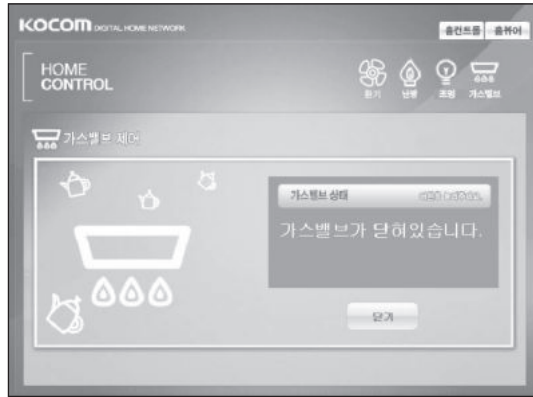 KOCOM DIGITAL HOME NETWORK
홈컨트롤 홈뷰어
HOME
CONTROL
환기 난방 조명 가스밸브
가스밸브 제어
가스밸브 상태
가스밸브가 닫혀있습니다.
닫기